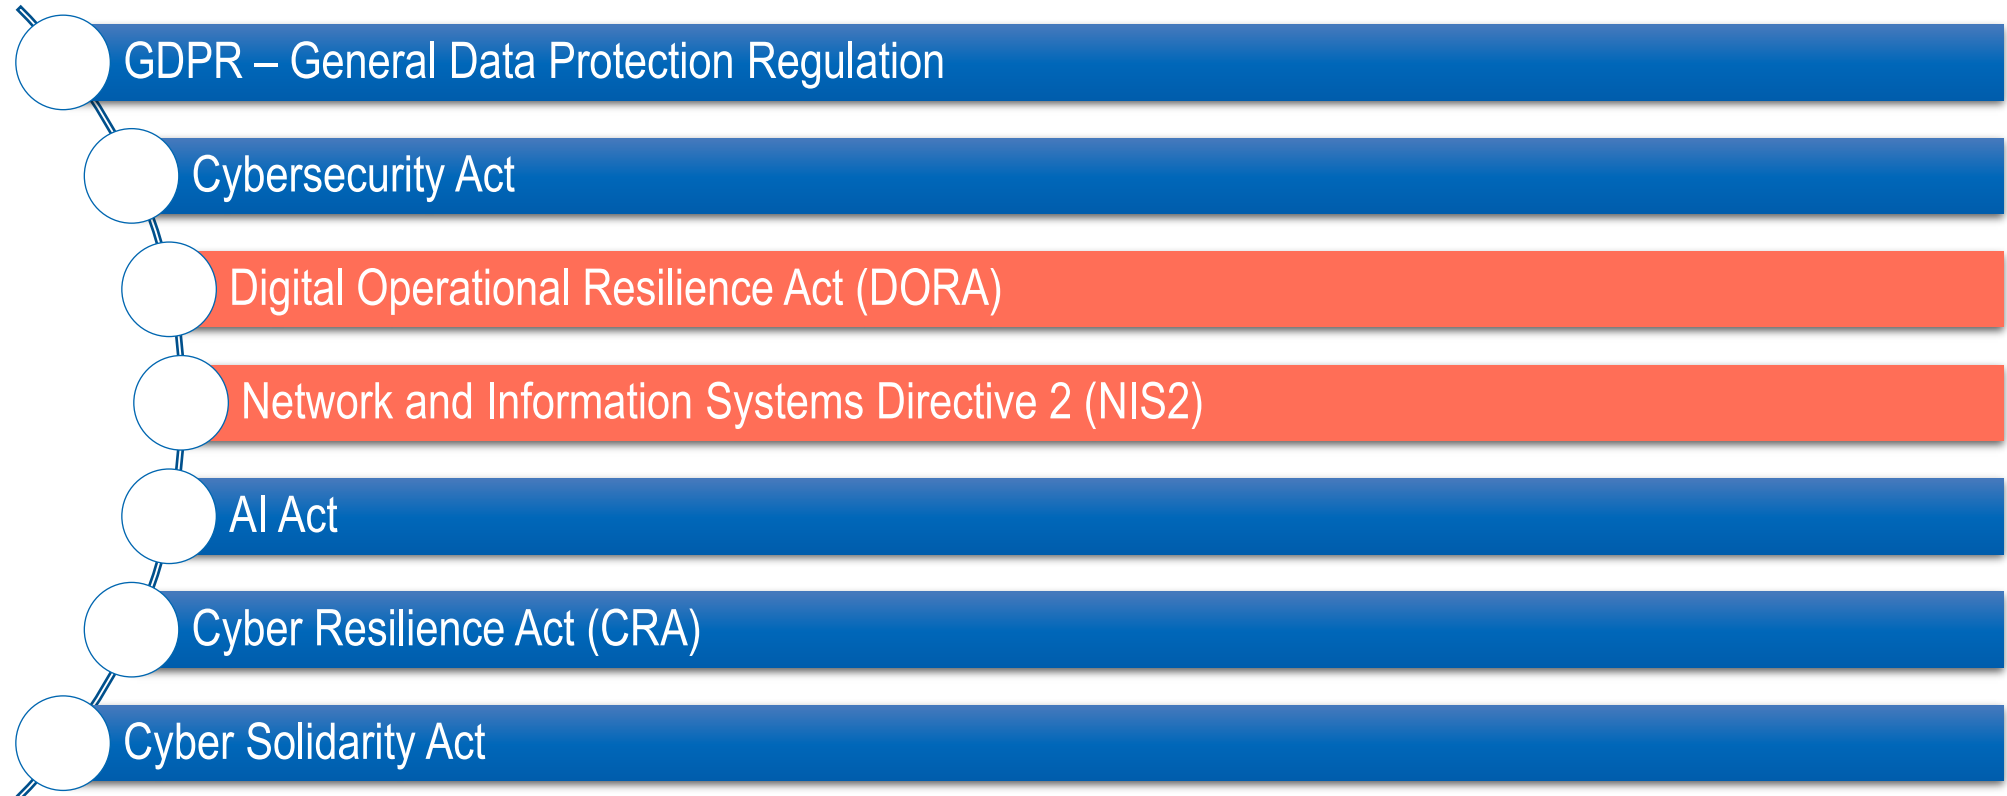 GDPR – General Data Protection Regulation
Cybersecurity Act
Digital Operational Resilience Act (DORA)
Network and Information Systems Directive 2 (NIS2)
AI Act
Cyber Resilience Act (CRA)
Cyber Solidarity Act